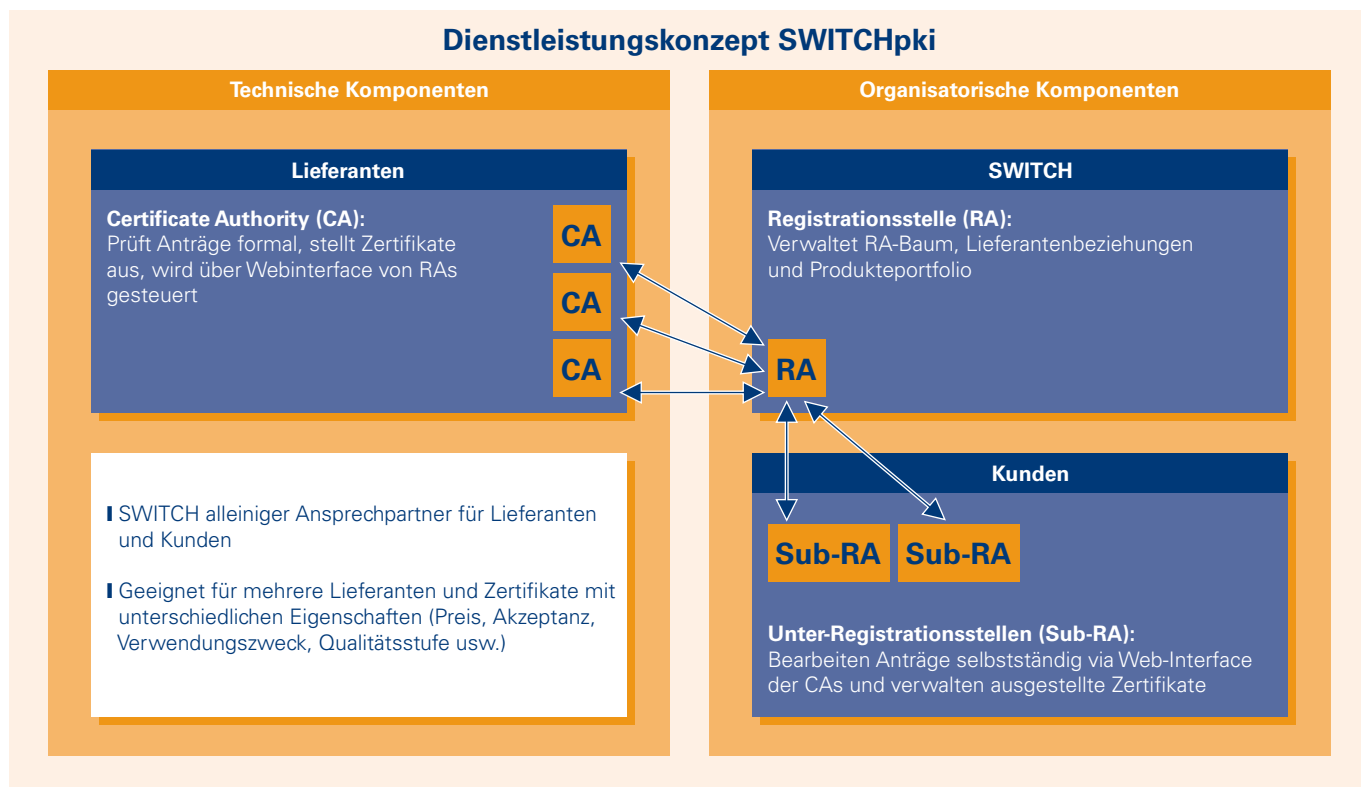 Dienstleistungskonzept SWITCHpki
Technische Komponenten
Lieferanten
Certificate Authority (CA):
Prüft Anträge formal, stellt Zertifikate
aus, wird über Webinterface von RAs
gesteuert
CA
CA
CA
SWITCH alleiniger Ansprechpartner für Lieferanten
und Kunden
Geeignet für mehrere Lieferanten und Zertifikate mit
unterschiedlichen Eigenschaften (Preis, Akzeptanz,
Verwendungszweck, Qualitätsstufe usw.)
Organisatorische Komponenten
SWITCH
Registrationsstelle (RA):
Verwaltet RA-Baum, Lieferantenbeziehungen
und Produkteportfolio
RA
Kunden
Sub-RA Sub-RA
Unter-Registrationsstellen (Sub-RA):
Bearbeiten Anträge selbstständig via Web-Interface
der CAs und verwalten ausgestellte Zertifikate